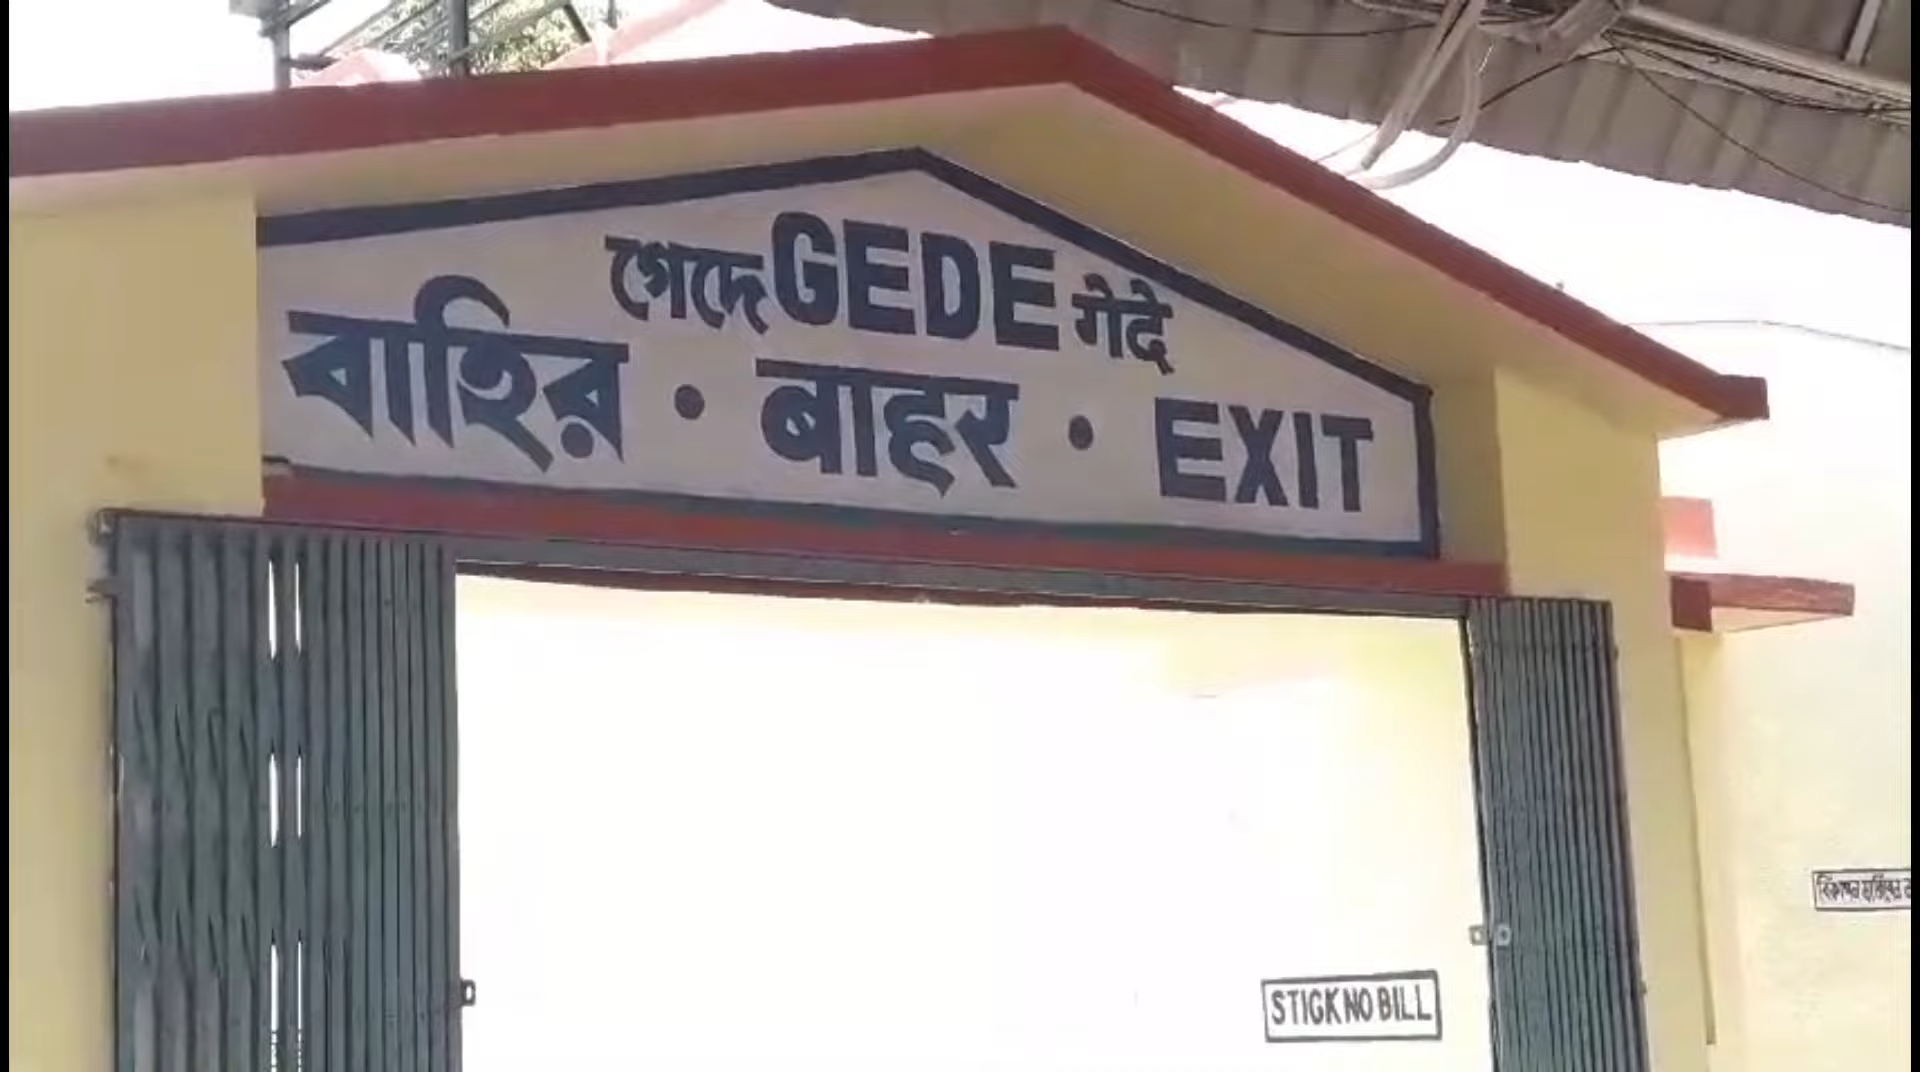 গেদে GEDE गेदे
বাহির • बाहर • EXIT
STICK NO BILL